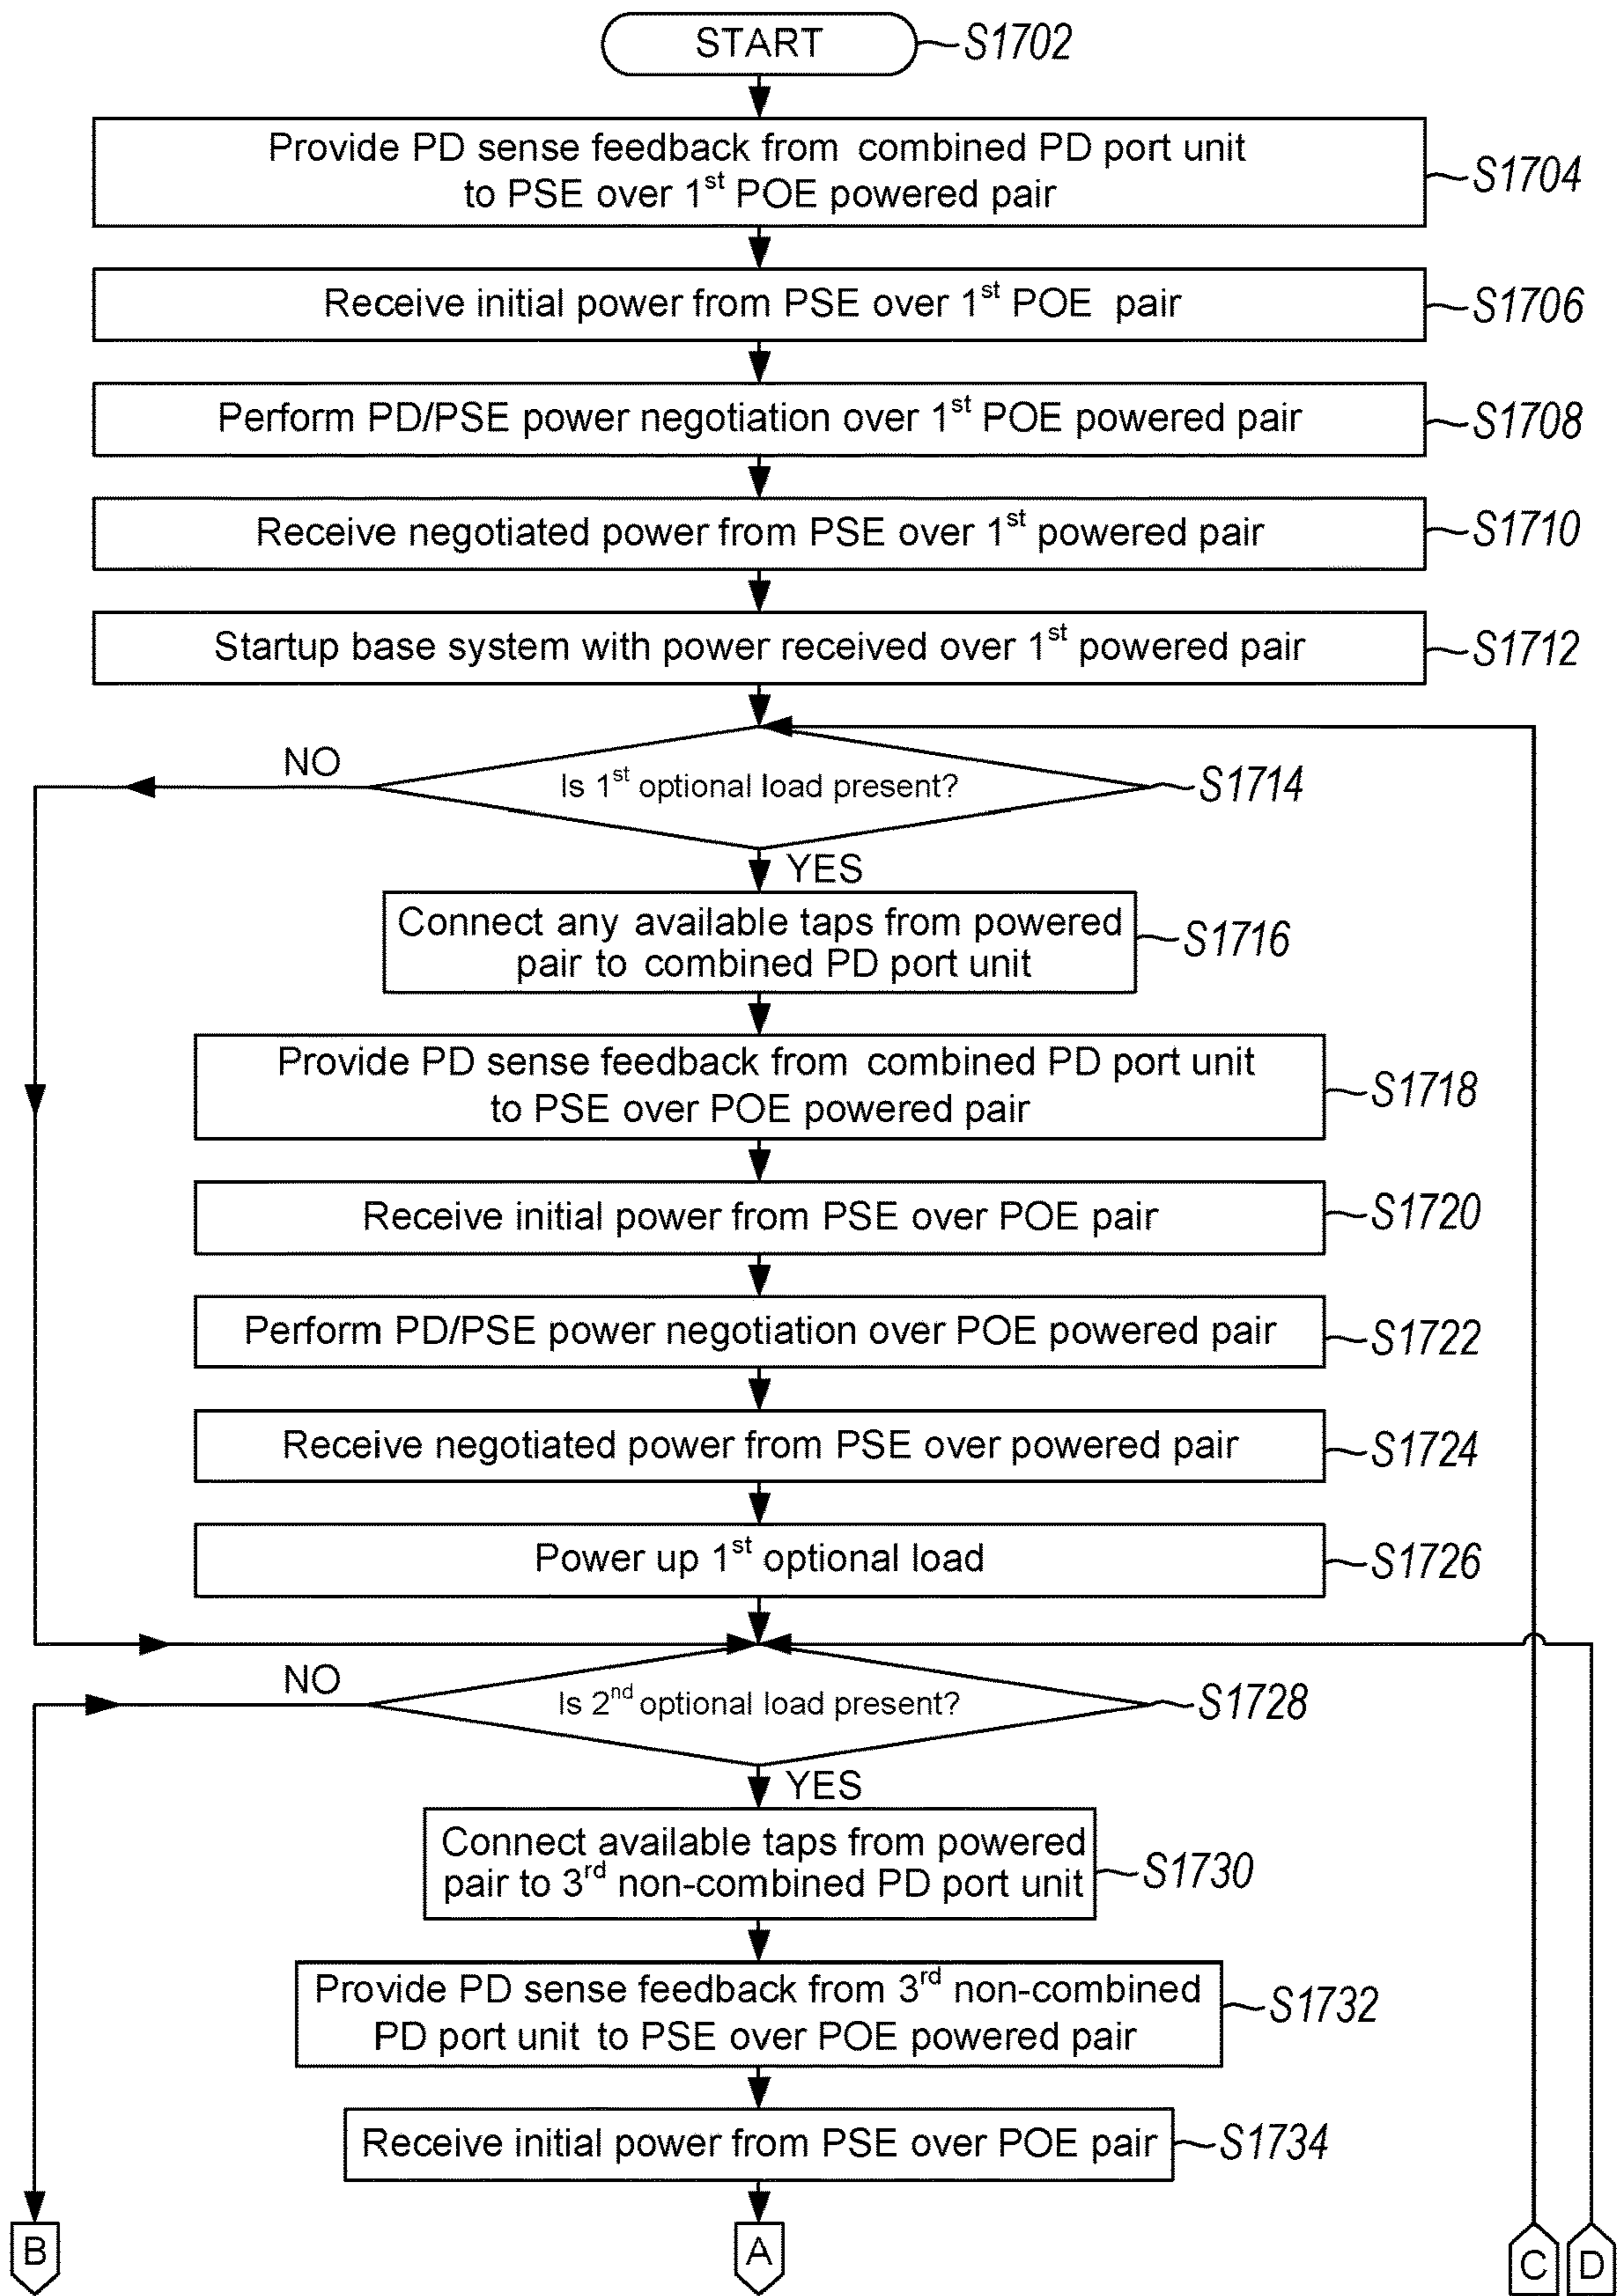 START
S1702
Provide PD sense feedback from combined PD port unit
to PSE over 1st POE powered pair
S1704
Receive initial power from PSE over 1st POE pair
S1706
Perform PD/PSE power negotiation over 1st POE powered pair
S1708
Receive negotiated power from PSE over 1st powered pair
S1710
Startup base system with power received over 1st powered pair
S1712
NO
Is 1st optional load present?
S1714
YES
Connect any available taps from powered
pair to combined PD port unit
S1716
Provide PD sense feedback from combined PD port unit
to PSE over POE powered pair
S1718
Receive initial power from PSE over POE pair
S1720
Perform PD/PSE power negotiation over POE powered pair
S1722
Receive negotiated power from PSE over powered pair
S1724
Power up 1st optional load
S1726
NO
Is 2nd optional load present?
S1728
YES
Connect available taps from powered
pair to 3rd non-combined PD port unit
S1730
Provide PD sense feedback from 3rd non-combined
PD port unit to PSE over POE powered pair
S1732
Receive initial power from PSE over POE pair
S1734
B
A
C
D